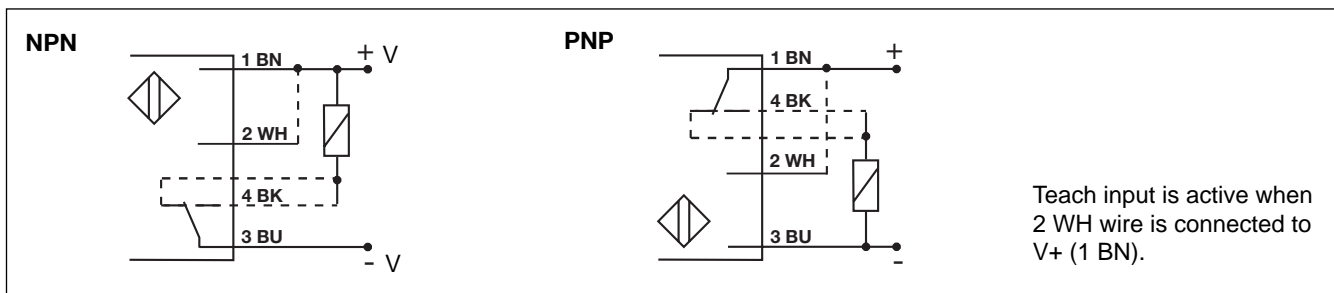 NPN
1 BN
+ V
2 WH
4 BK
3 BU
- V
PNP
1 BN
+
4 BK
2 WH
3 BU
-
Teach input is active when
2 WH wire is connected to
V+ (1 BN).